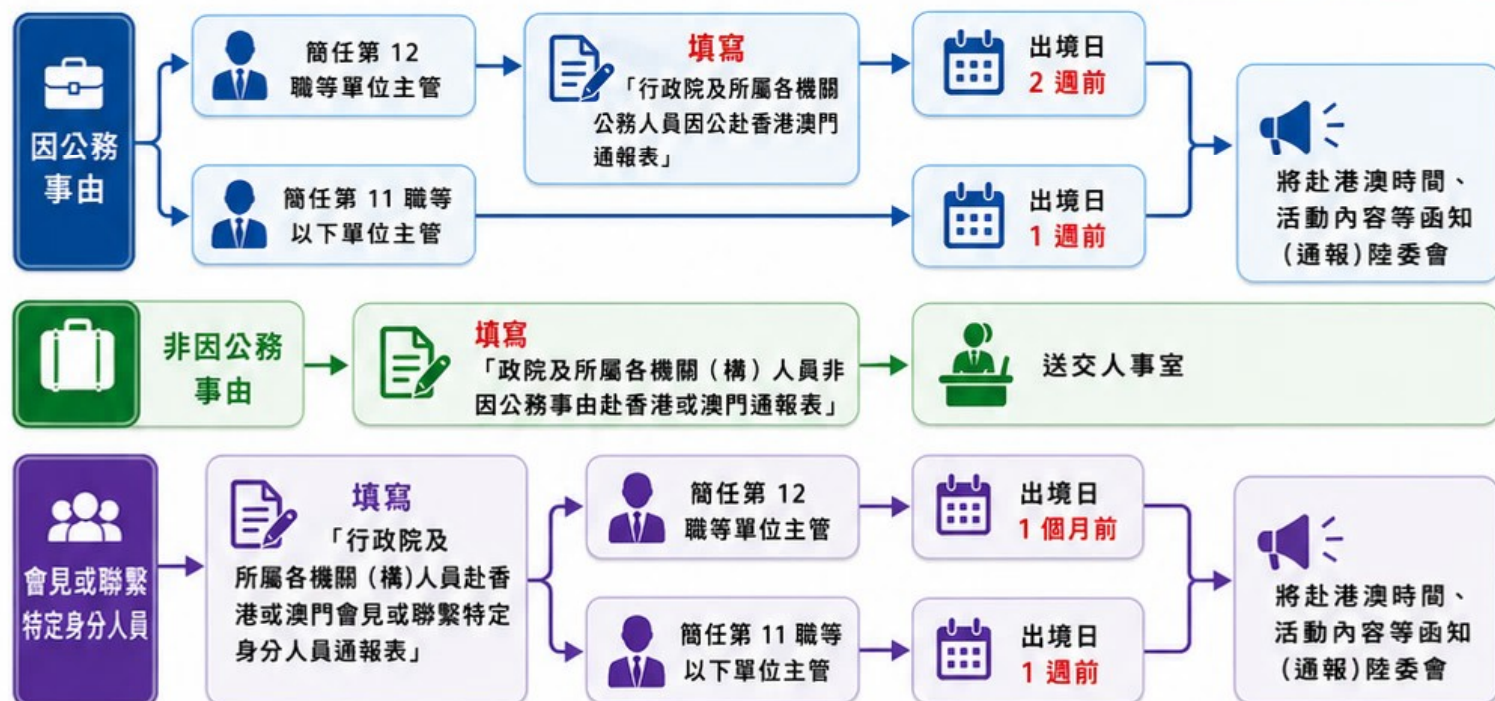 因公務
事由
簡任第 12
職等單位主管
填寫
「行政院及所屬各機關
公務人員因公赴香港澳門
通報表」
出境日
2 週前
簡任第 11 職等
以下單位主管
出境日
1 週前
將赴港澳時間、
活動內容等函知
(通報)陸委會
非因公務
事由
填寫
「政院及所屬各機關（構）人員非
因公務事由赴香港或澳門通報表」
送交人事室
會見或聯繫
特定身分人員
填寫
「行政院及
所屬各機關（構)人員赴香
港或澳門會見或聯繫特定
身分人員通報表」
簡任第 12
職等單位主管
出境日
1 個月前
簡任第 11 職等
以下單位主管
出境日
1 週前
將赴港澳時間、
活動內容等函知
(通報)陸委會